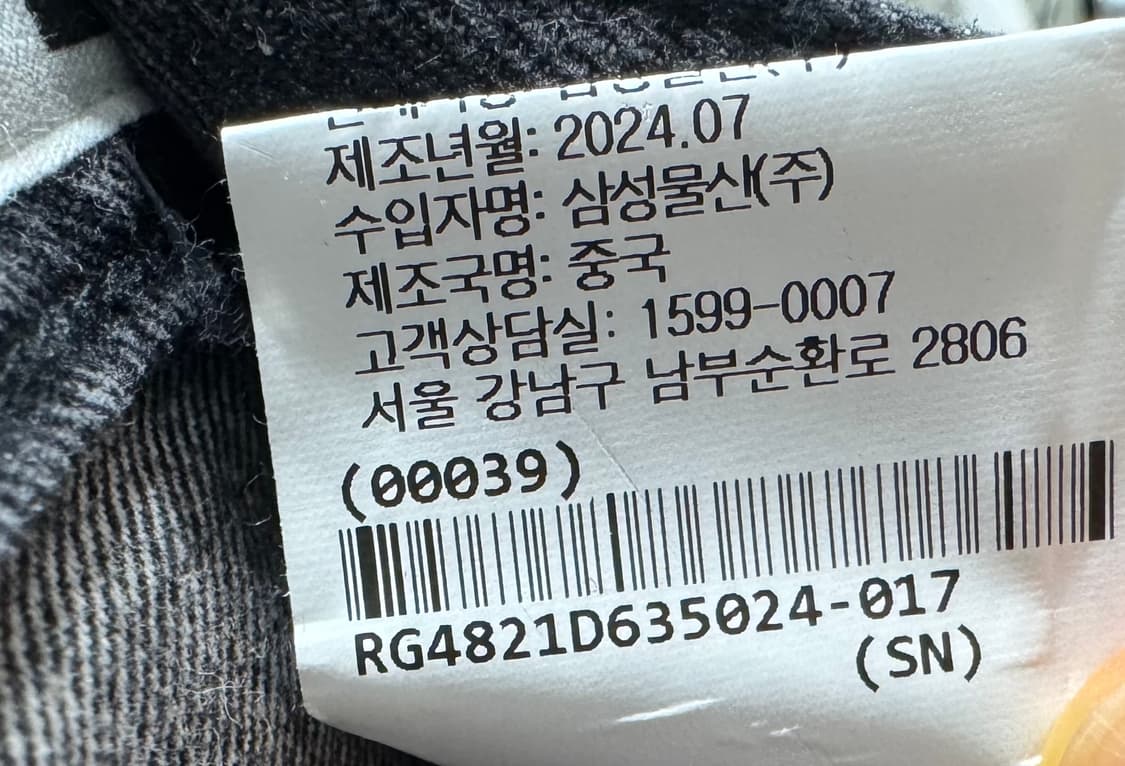 제조년월: 2024.07
수입자명: 삼성물산(주)
제조국명: 중국
고객상담실: 1599-0007
서울 강남구 남부순환로 2806
(00039)
RG4821D635024-017
(SN)